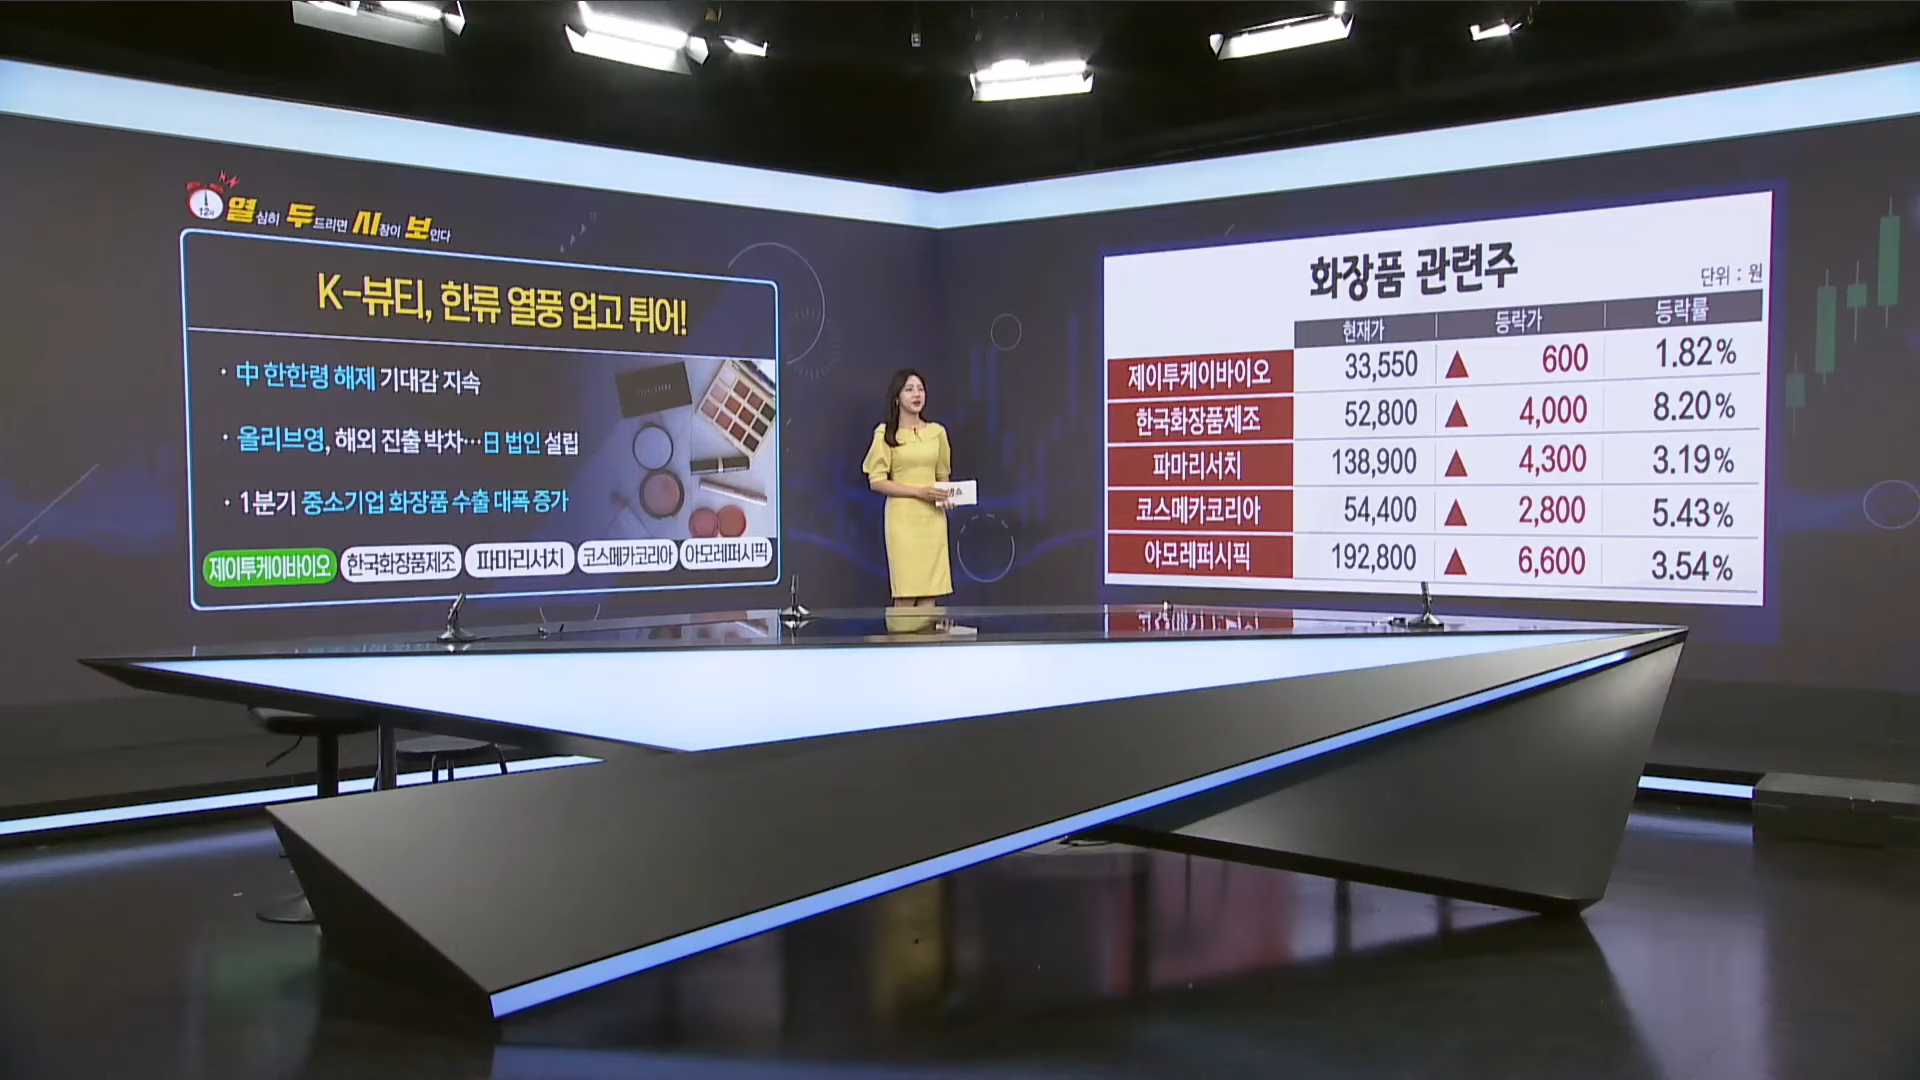 12시
열심히 두드리면 시장이 보인다
K-뷰티, 한류 열풍 업고 튀어!
· 中 한한령 해제 기대감 지속
· 올리브영, 해외 진출 박차…日 법인 설립
· 1분기 중소기업 화장품 수출 대폭 증가
제이투케이바이오 한국화장품제조 파마리서치 코스메카코리아 아모레퍼시픽
화장품 관련주
단위 : 원
현재가 등락가 등락률
제이투케이바이오 33,550 ▲ 600 1.82%
한국화장품제조 52,800 ▲ 4,000 8.20%
파마리서치 138,900 ▲ 4,300 3.19%
코스메카코리아 54,400 ▲ 2,800 5.43%
아모레퍼시픽 192,800 ▲ 6,600 3.54%